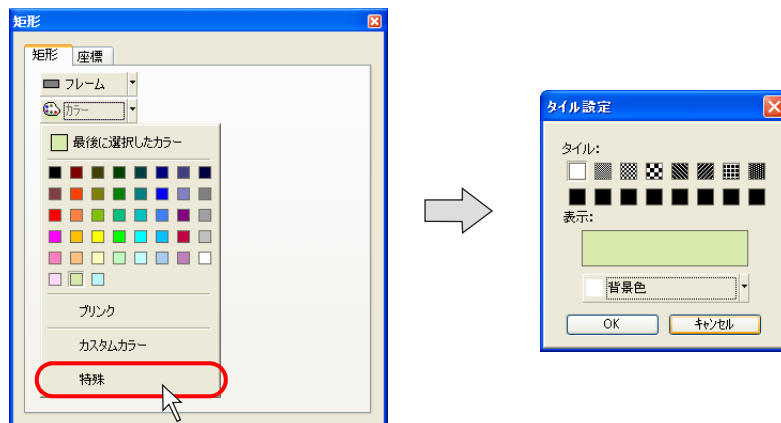 矩形
矩形
座標
フレーム
カラー
最後に選択したカラー
ブリンク
カスタムカラー
特殊
タイル設定
タイル:
表示:
背景色
OK
キャンセル